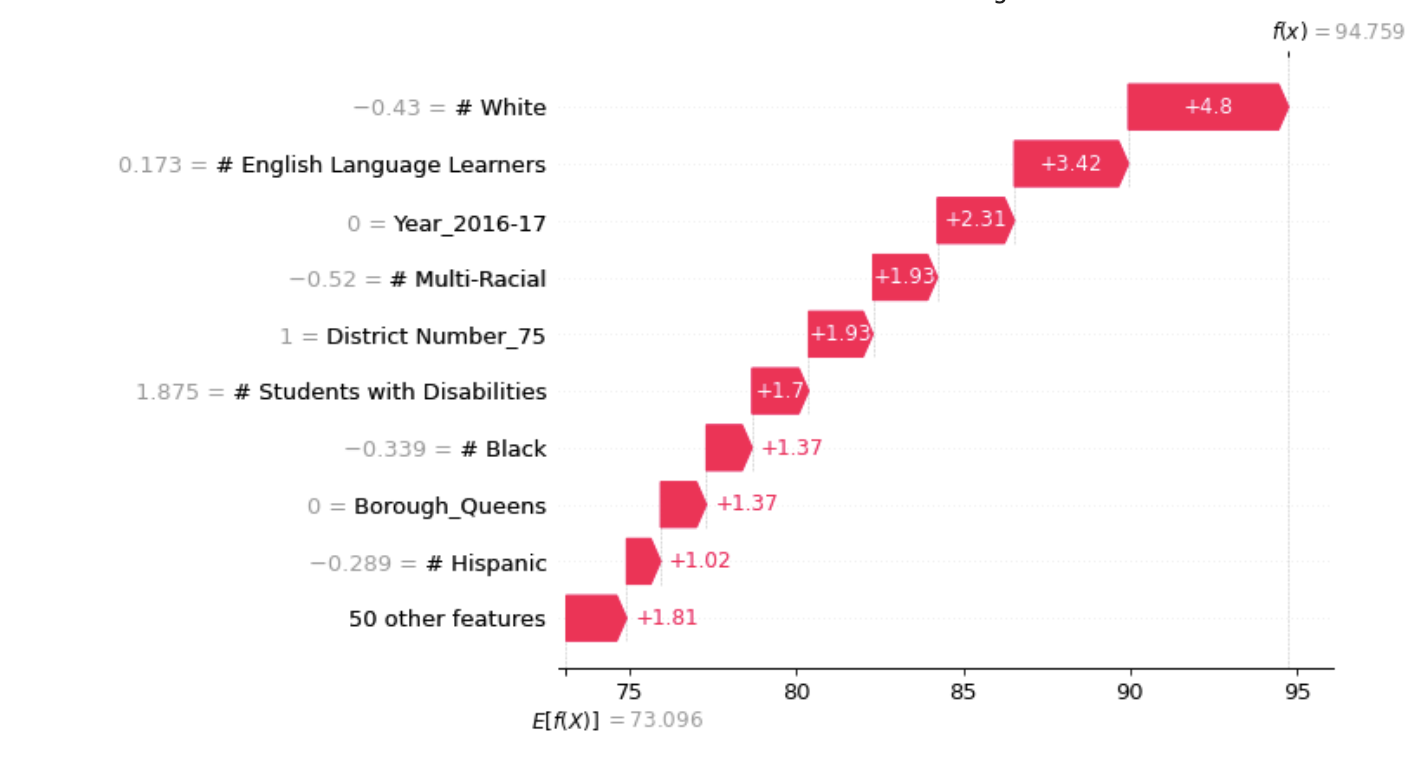 f(x) = 94.759
−0.43 = # White
+4.8
0.173 = # English Language Learners
+3.42
0 = Year_2016-17
+2.31
−0.52 = # Multi-Racial
+1.93
1 = District Number_75
+1.93
1.875 = # Students with Disabilities
+1.7
−0.339 = # Black
+1.37
0 = Borough_Queens
+1.37
−0.289 = # Hispanic
+1.02
50 other features
+1.81
75 80 85 90 95
E[f(X)] = 73.096